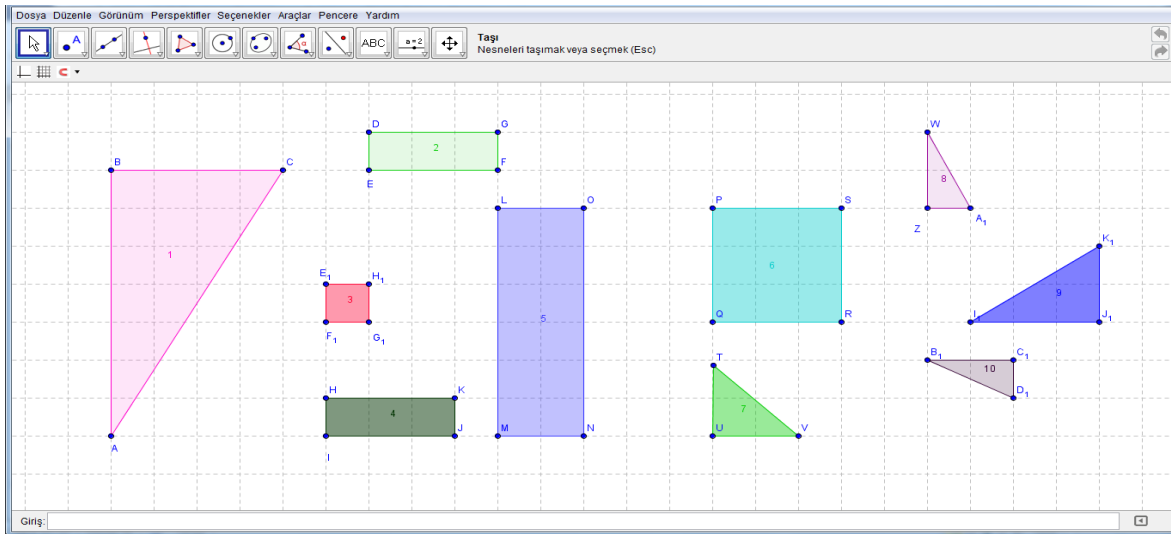 Dosya Düzenle Görünüm Perspektifler Seçenekler Araçlar Pencere Yardım
A
ABC
a=2
α
Taşı
Nesneleri taşımak veya seçmek (Esc)
D G W
2
B C E F
8
L O P S
Z A₁
K₁
1
E₁ H₁ 6 9
3 5
F₁ G₁ Q R I₁ J₁
T B₁ C₁
10
H K D₁
4 7
M J N U V
A I
Giriş: